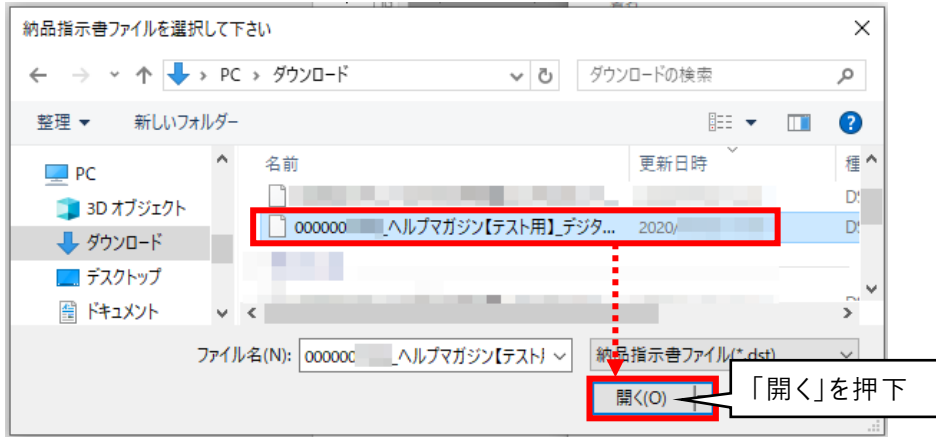 納品指示書ファイルを選択して下さい
PC › ダウンロード
ダウンロードの検索
整理
新しいフォルダー
名前
更新日時
PC
3D オブジェクト
ダウンロード
デスクトップ
ドキュメント
000000
_ヘルプマガジン【テスト用】_デジタ...
2020/
ファイル名(N):
000000
_ヘルプマガジン【テスト
納品指示書ファイル(*.dst)
開く(O)
「開く」を押下